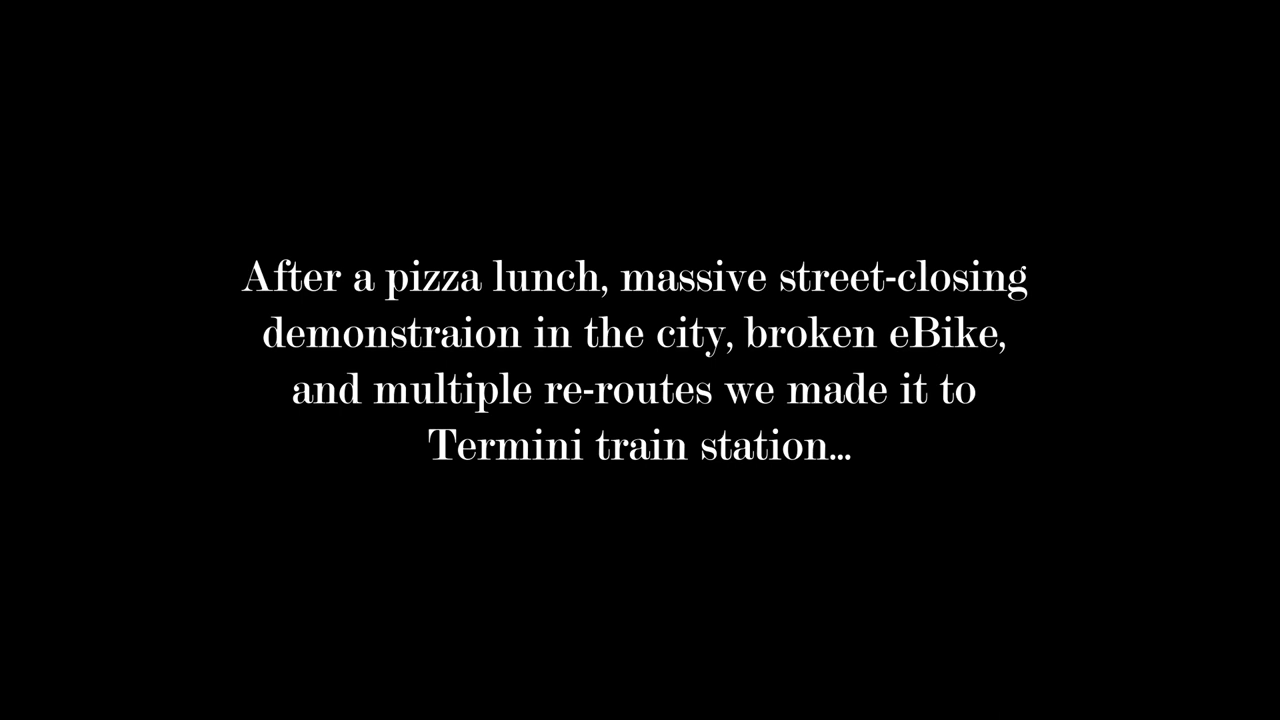 After a pizza lunch, massive street-closing
demonstraion in the city, broken eBike,
and multiple re-routes we made it to
Termini train station...